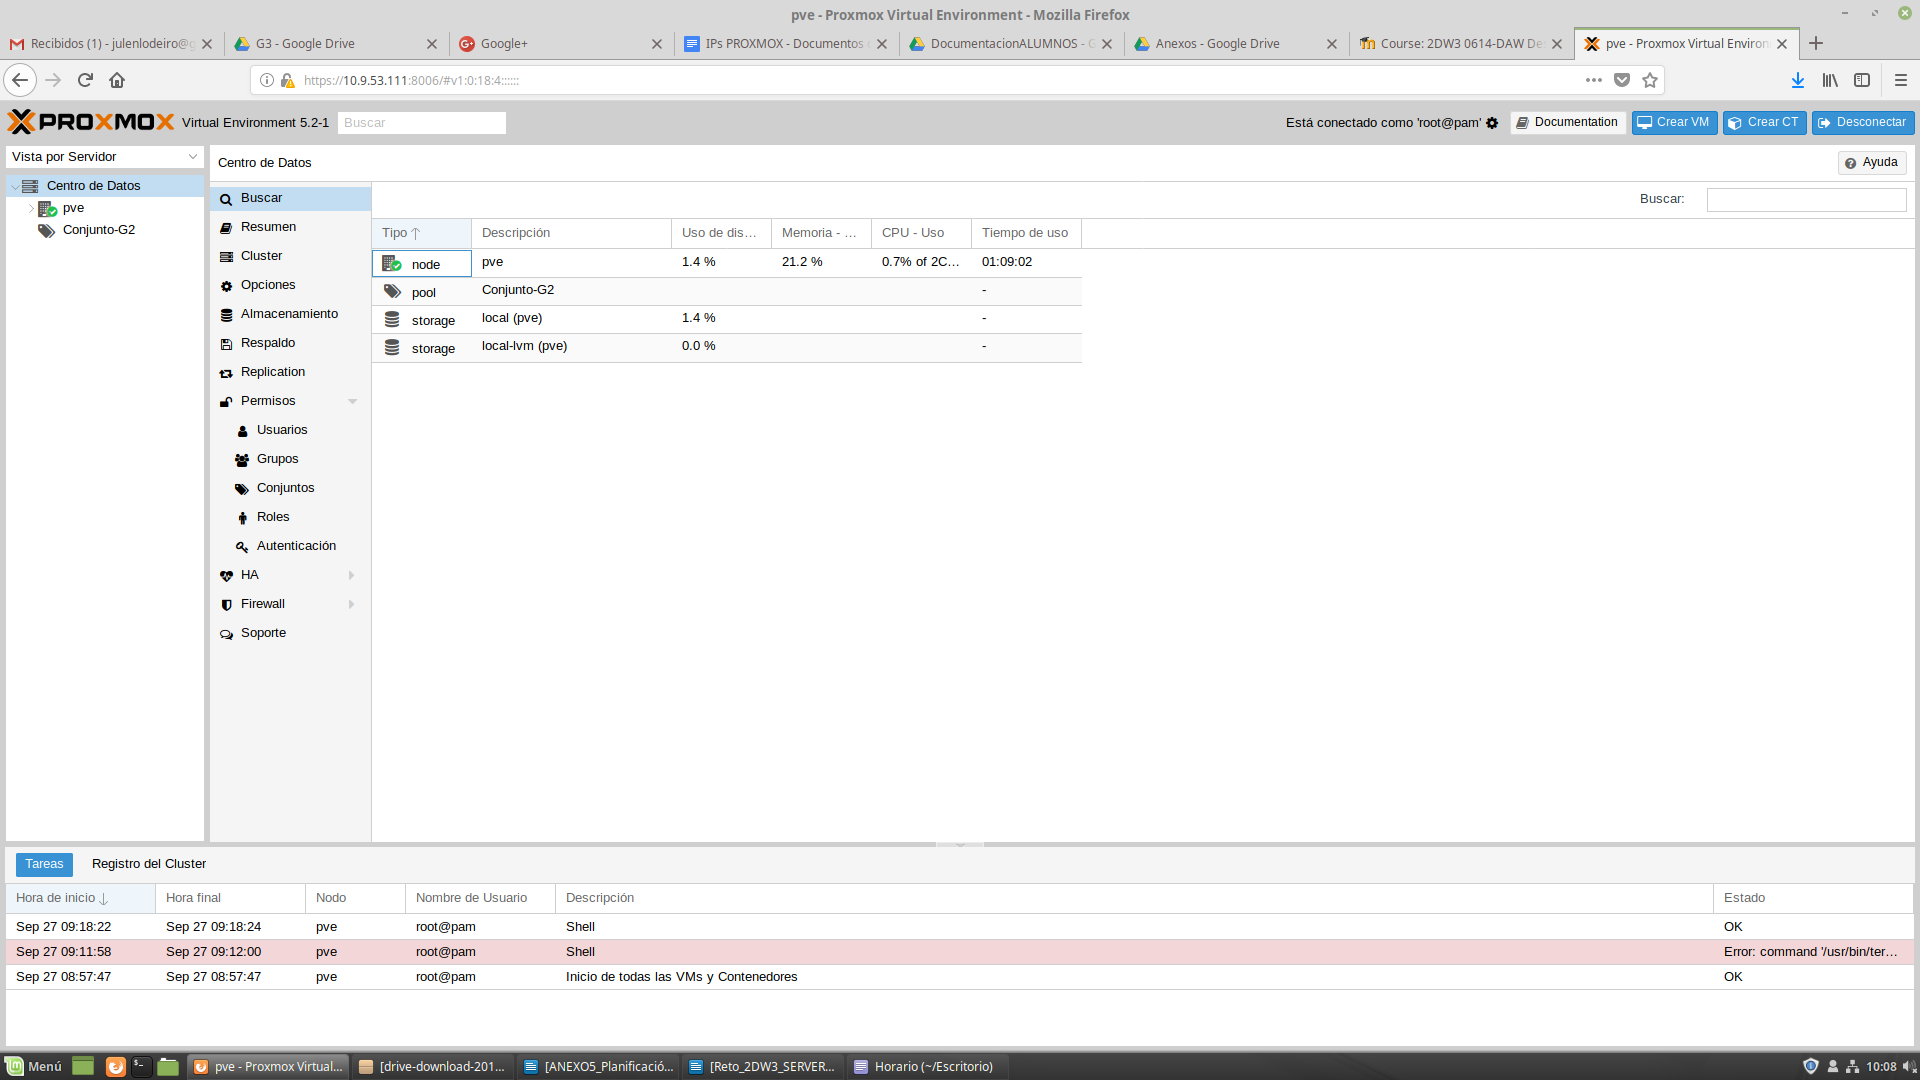 pve - Proxmox Virtual Environment - Mozilla Firefox
Recibidos (1) - julenlodeiro@g
G3 - Google Drive
Google+
IPs PROXMOX - Documentos
DocumentacionALUMNOS - G
Anexos - Google Drive
Course: 2DW3 0614-DAW De
pve - Proxmox Virtual Environ
https://10.9.53.111:8006/#v1:0:18:4::::::
PROXMOX Virtual Environment 5.2-1
Buscar
Está conectado como 'root@pam'
Documentation
Crear VM
Crear CT
Desconectar
Vista por Servidor
Centro de Datos
pve
Conjunto-G2
Centro de Datos
Ayuda
Buscar
Resumen
Cluster
Opciones
Almacenamiento
Respaldo
Replication
Permisos
Usuarios
Grupos
Conjuntos
Roles
Autenticación
HA
Firewall
Soporte
Buscar:
Tipo Descripción Uso de dis... Memoria - ... CPU - Uso Tiempo de uso
node pve 1.4 % 21.2 % 0.7% of 2C... 01:09:02
pool Conjunto-G2 -
storage local (pve) 1.4 % -
storage local-lvm (pve) 0.0 % -
Tareas Registro del Cluster
Hora de inicio Hora final Nodo Nombre de Usuario Descripción Estado
Sep 27 09:18:22 Sep 27 09:18:24 pve root@pam Shell OK
Sep 27 09:11:58 Sep 27 09:12:00 pve root@pam Shell Error: command '/usr/bin/ter...
Sep 27 08:57:47 Sep 27 08:57:47 pve root@pam Inicio de todas las VMs y Contenedores OK
Menú
pve - Proxmox Virtual...
[drive-download-201...
[ANEXO5_Planificació...
[Reto_2DW3_SERVER...
Horario (~/Escritorio)
10:08